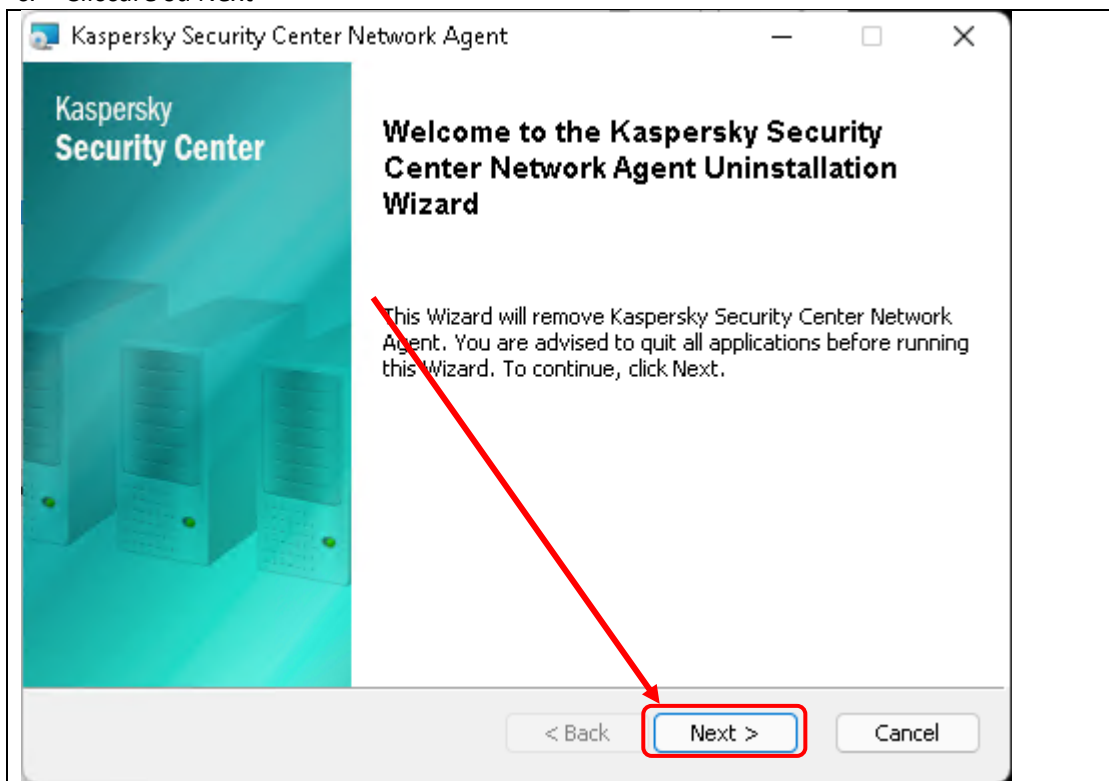 Kaspersky Security Center Network Agent
Kaspersky
Security Center
Welcome to the Kaspersky Security
Center Network Agent Uninstallation
Wizard
This Wizard will remove Kaspersky Security Center Network
Agent. You are advised to quit all applications before running
this Wizard. To continue, click Next.
< Back
Next >
Cancel